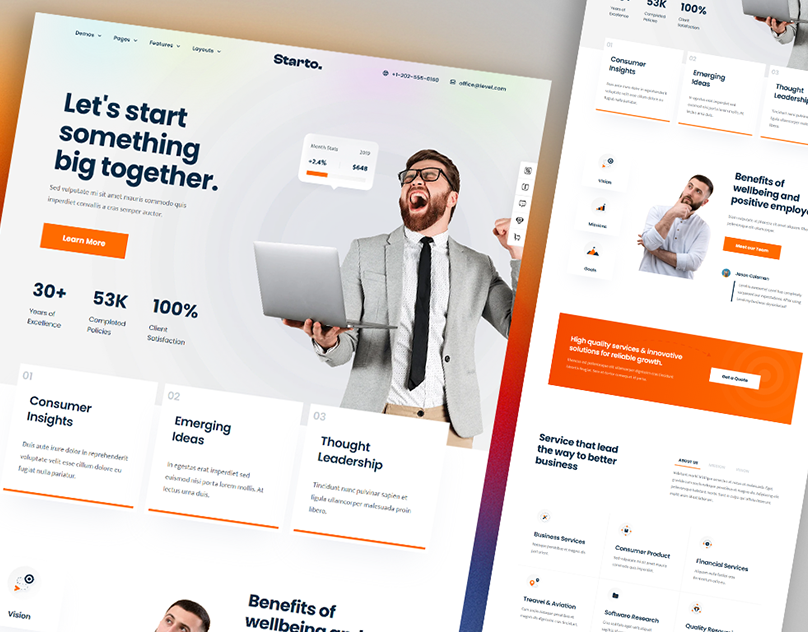 Demos
Pages
Features
Layouts
Starto.
+1-202-555-0180
office@level.com
Let's start
something
big together.
Sed vulputate mi sit amet mauris commodo quis
imperdiet convallis a cras semper auctor.
Learn More
Month Stats
2019
+2,4%
$648
30+
Years of
Excellence
53K
Completed
Policies
100%
Client
Satisfaction
01
Consumer
Insights
Duis aute irure dolor in reprehenderit
voluptate velit esse cillum dolore eu
fugiat nulla pariatur.
02
Emerging
Ideas
In egestas erat imperdiet sed
euismod nisi porta lorem mollis. At
lectus urna duis.
03
Thought
Leadership
Tincidunt nunc pulvinar sapien et
ligula ullamcorper malesuada proin
libero.
Vision
Benefits of
wellbeing and
Years of
Excellence
53K
Completed
Policies
100%
Client
Satisfaction
01
Consumer
Insights
02
Emerging
Ideas
03
Thought
Leadership
Vision
Missions
Goals
Benefits of
wellbeing and
positive employ
Meet our Team
Jason Coleman
High quality services & innovative
solutions for reliable growth.
Get a Quote
Service that lead
the way to better
business
ABOUT US
Business Services
Consumer Product
Financial Services
Treavel & Aviation
Software Research
Quality Resour